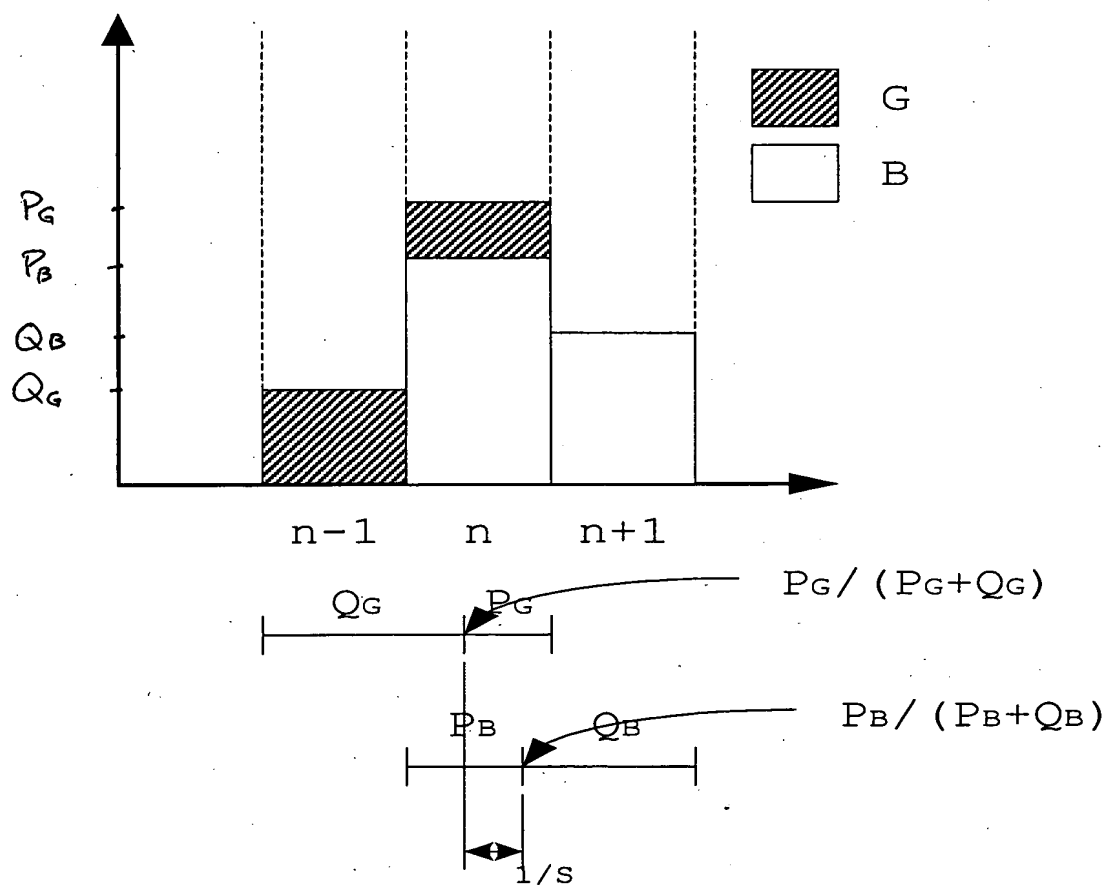 G
B
PG
PB
QB
QG
n-1 n n+1
QG PG PG/(PG+QG)
PB QB PB/(PB+QB)
1/S